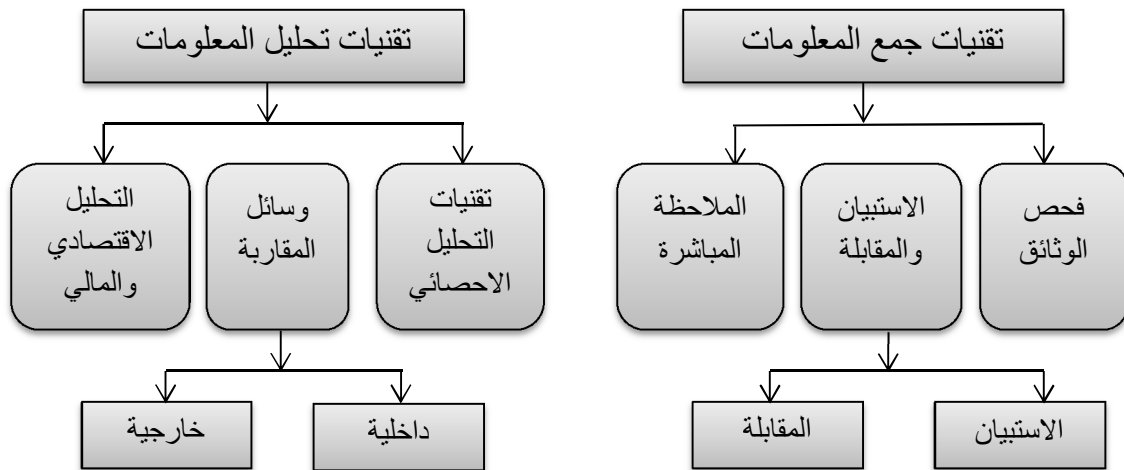 تقنيات جمع المعلومات
فحص
الوثائق
الاستبيان
والمقابلة
الملاحظة
المباشرة
الاستبيان
المقابلة
تقنيات تحليل المعلومات
تقنيات
التحليل
الاحصائي
وسائل
المقاربة
التحليل
الاقتصادي
والمالي
داخلية
خارجية